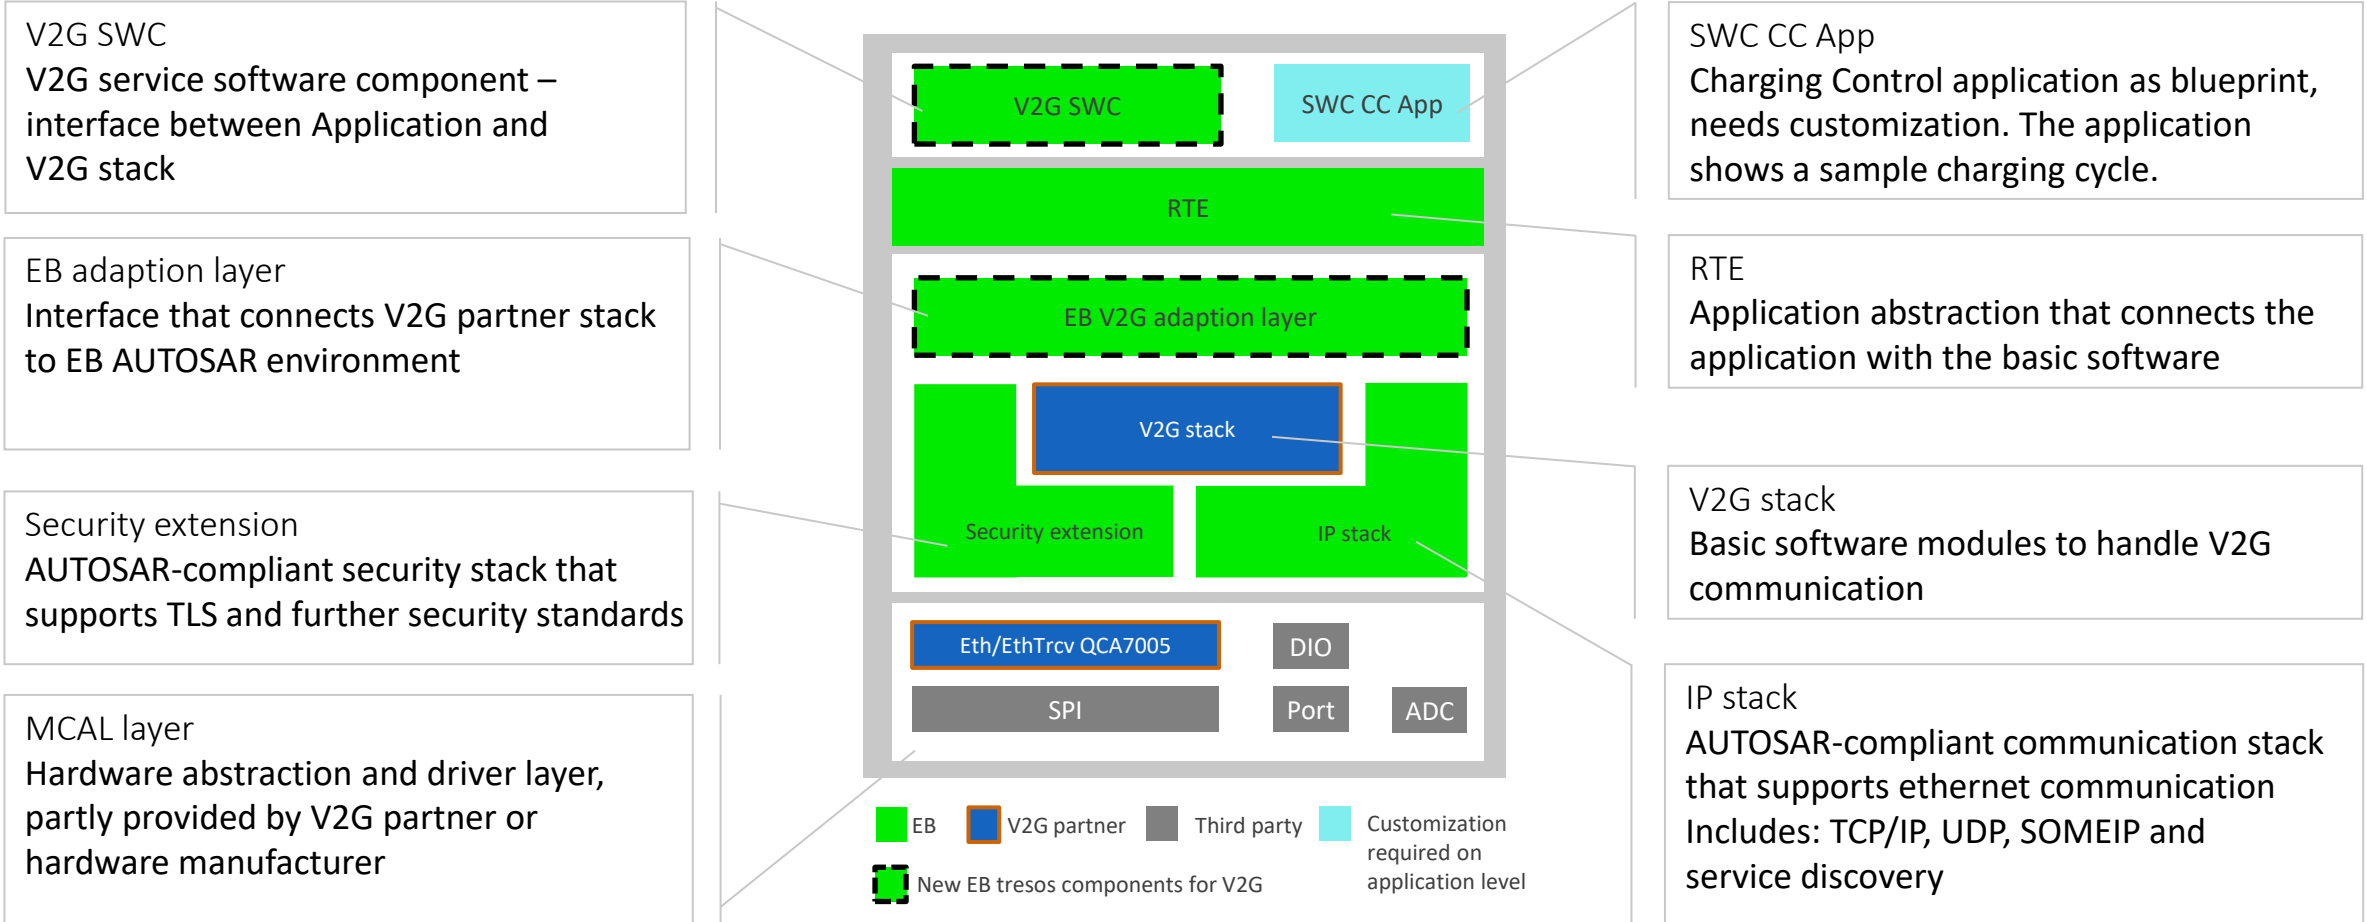 V2G SWC
V2G service software component –
interface between Application and
V2G stack
EB adaption layer
Interface that connects V2G partner stack
to EB AUTOSAR environment
Security extension
AUTOSAR-compliant security stack that
supports TLS and further security standards
MCAL layer
Hardware abstraction and driver layer,
partly provided by V2G partner or
hardware manufacturer
V2G SWC
SWC CC App
RTE
EB V2G adaption layer
V2G stack
Security extension
IP stack
Eth/EthTrcv QCA7005
DIO
SPI
Port
ADC
EB
V2G partner
Third party
Customization
required on
application level
New EB tresos components for V2G
SWC CC App
Charging Control application as blueprint,
needs customization. The application
shows a sample charging cycle.
RTE
Application abstraction that connects the
application with the basic software
V2G stack
Basic software modules to handle V2G
communication
IP stack
AUTOSAR-compliant communication stack
that supports ethernet communication
Includes: TCP/IP, UDP, SOMEIP and
service discovery